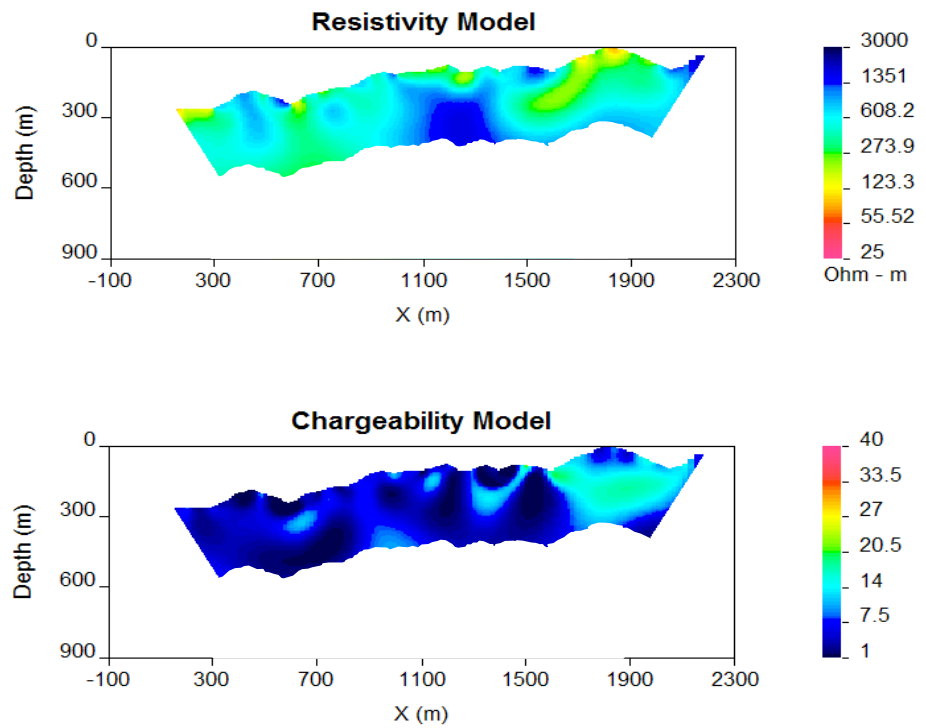 Resistivity Model
0
300
600
900
Depth (m)
-100 300 700 1100 1500 1900 2300
X (m)
3000
1351
608.2
273.9
123.3
55.52
25
Ohm - m
Chargeability Model
0
300
600
900
Depth (m)
-100 300 700 1100 1500 1900 2300
X (m)
40
33.5
27
20.5
14
7.5
1